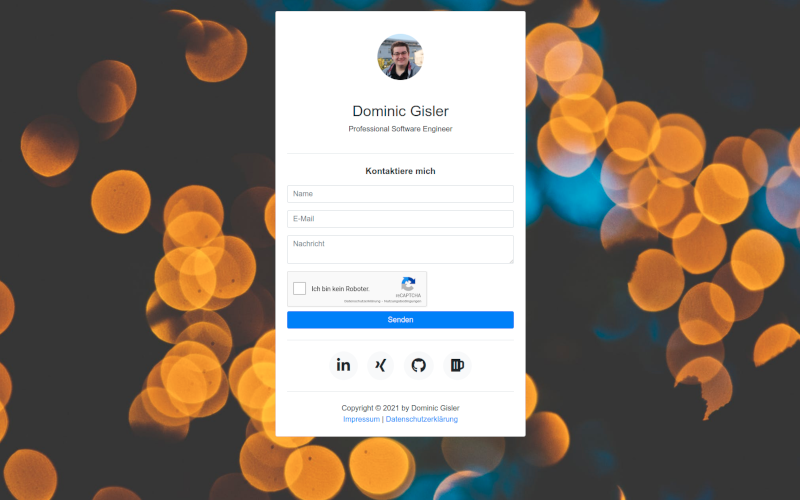 Dominic Gisler
Professional Software Engineer
Kontaktiere mich
Name
E-Mail
Nachricht
Ich bin kein Roboter.
reCAPTCHA
Datenschutzerklärung - Nutzungsbedingungen
Senden
in
Copyright © 2021 by Dominic Gisler
Impressum | Datenschutzerklärung